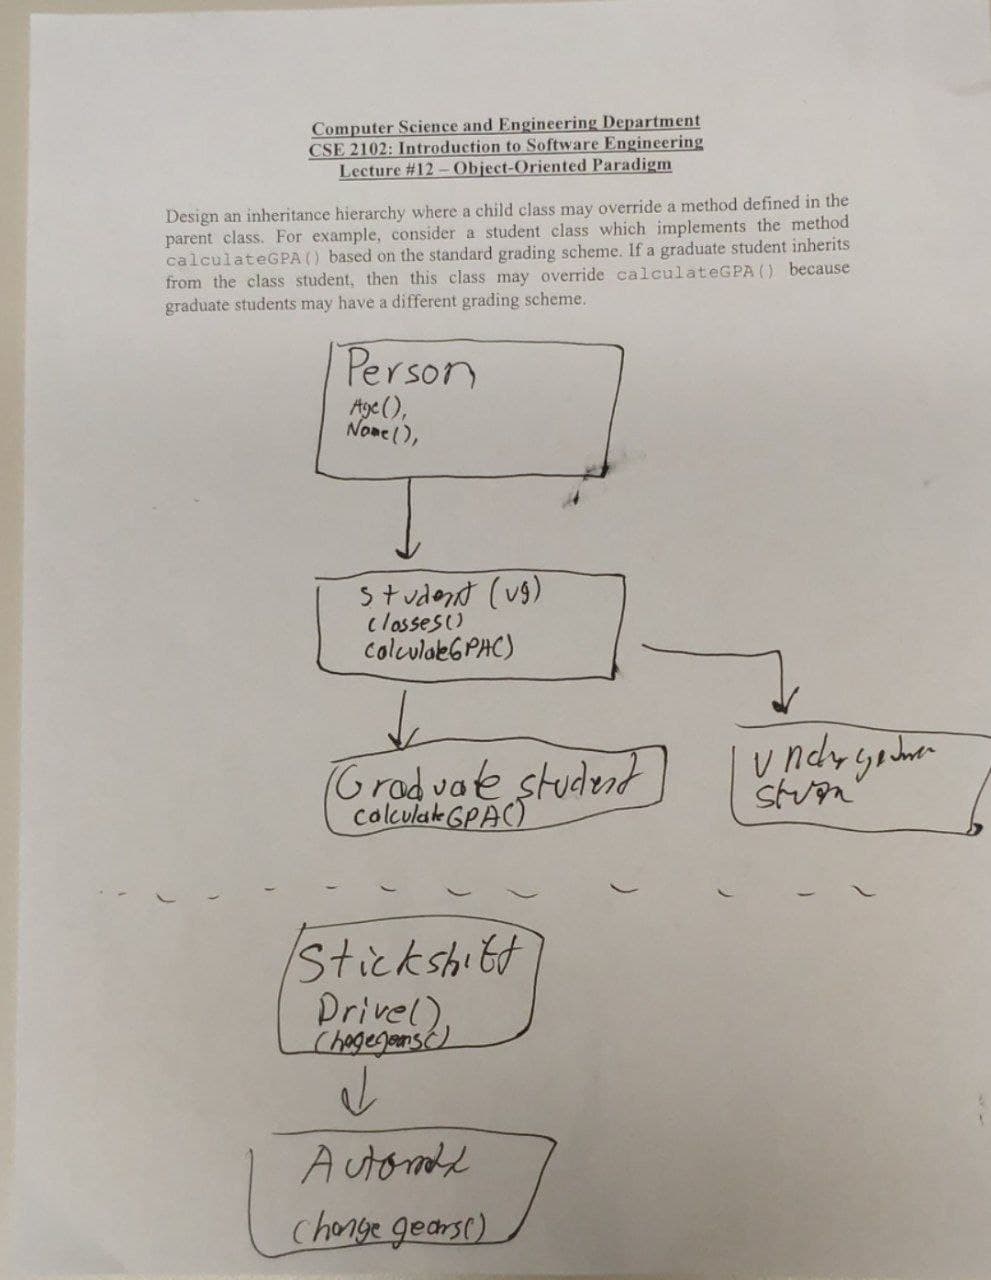 Computer Science and Engineering Department
CSE 2102: Introduction to Software Engineering
Lecture #12 – Object-Oriented Paradigm
Design an inheritance hierarchy where a child class may override a method defined in the
parent class. For example, consider a student class which implements the method
calculateGPA() based on the standard grading scheme. If a graduate student inherits
from the class student, then this class may override calculateGPA() because
graduate students may have a different grading scheme.
Person
Age(),
Name(),
Student (ug)
classes()
calculateGPA()
Graduate student
calculateGPA()
Stickshift
Drive(),
Change gears()